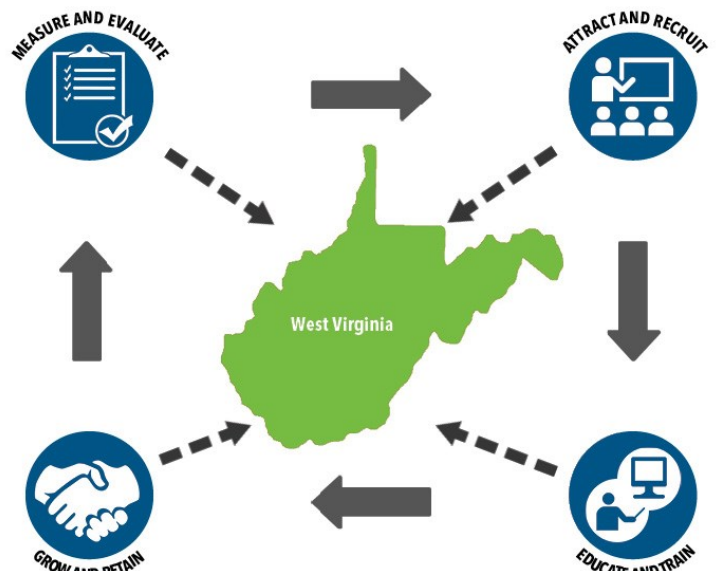 MEASURE AND EVALUATE
ATTRACT AND RECRUIT
West Virginia
GROW AND RETAIN
EDUCATE AND TRAIN